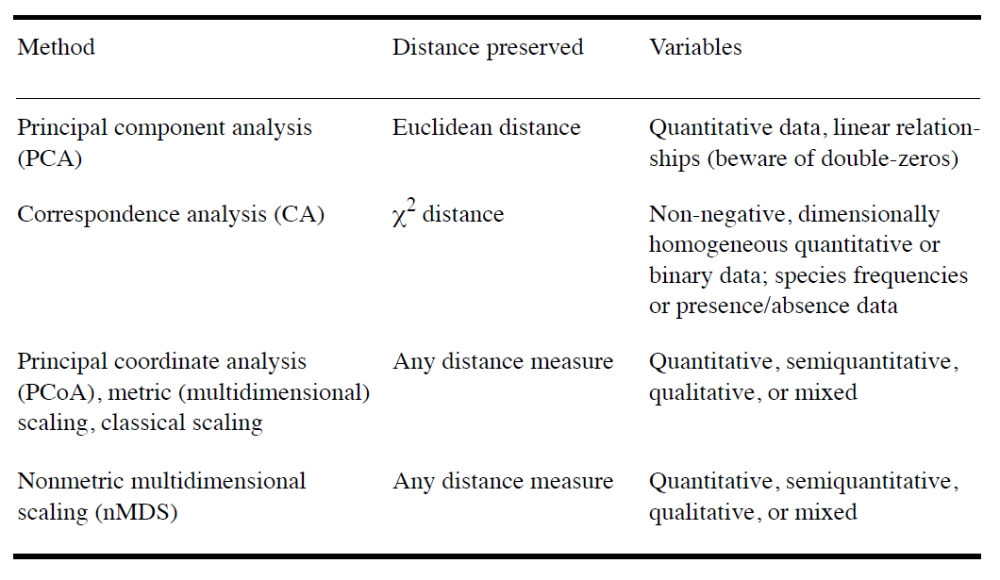 Method Distance preserved Variables
Principal component analysis Euclidean distance Quantitative data, linear relation-
(PCA) ships (beware of double-zeros)
Correspondence analysis (CA) χ² distance Non-negative, dimensionally
homogeneous quantitative or
binary data; species frequencies
or presence/absence data
Principal coordinate analysis Any distance measure Quantitative, semiquantitative,
(PCoA), metric (multidimensional) qualitative, or mixed
scaling, classical scaling
Nonmetric multidimensional Any distance measure Quantitative, semiquantitative,
scaling (nMDS) qualitative, or mixed